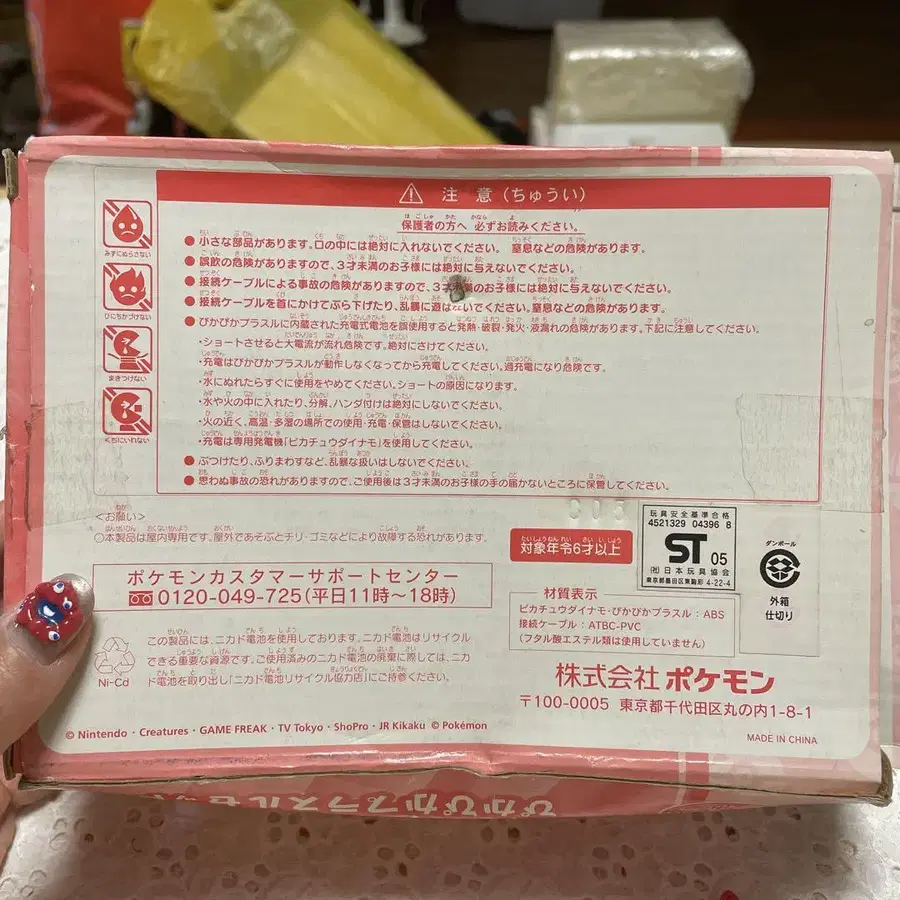 ⚠ 注意(ちゅうい)
保護者の方へ 必ずお読みください。
●小さな部品があります。口の中には絶対に入れないでください。窒息などの危険があります。
●誤飲の危険がありますので、3才未満のお子様には絶対に与えないでください。
●接続ケーブルによる事故の危険がありますので、3才未満のお子様には絶対に与えないでください。
●接続ケーブルを首にかけてぶら下げたり、乱暴に遊ばないでください。窒息などの危険があります。
●ぴかぴかプラスルに内蔵された充電式電池を誤使用すると発熱・破裂・発火・液漏れの危険があります。下記に注意してください。
・ショートさせると大電流が流れ危険です。絶対にさけてください。
・充電はぴかぴかプラスルが動作しなくなってから充電してください。過充電になり危険です。
・水にぬれたらすぐに使用をやめてください。ショートの原因になります。
・水や火の中に入れたり、分解、ハンダ付けは絶対にしないでください。
・火の近く、高温・多湿の場所での使用・充電・保管はしないでください。
・充電は専用発電機「ピカチュウダイナモ」を使用してください。
●ぶつけたり、ふりまわすなど、乱暴な扱いはしないでください。
●思わぬ事故の恐れがありますので、ご使用後は3才未満のお子様の手の届かないところに保管してください。
みずにぬらさない
ひにちかづけない
まきつけない
くちにいれない
<お願い>
○本製品は屋内専用です。屋外であそぶとチリ・ゴミなどにより故障する恐れがあります。
ポケモンカスタマーサポートセンター
0120-049-725(平日11時〜18時)
Ni-Cd
この製品には、ニカド電池を使用しております。ニカド電池はリサイクル
できる重要な資源です。ご使用済みのニカド電池の廃棄に際しては、ニカ
ド電池を取り出し「ニカド電池リサイクル協力店」にご持参ください。
© Nintendo・Creatures・GAME FREAK・TV Tokyo・ShoPro・JR Kikaku © Pokémon
対象年令6才以上
玩具安全基準合格
4521329 04396 8
ST 05
(社)日本玩具協会
東京都墨田区東駒形 4-22-4
ダンボール
外箱
仕切り
材質表示
ピカチュウダイナモ・ぴかぴかプラスル:ABS
接続ケーブル:ATBC-PVC
(フタル酸エステル類は使用していません)
株式会社 ポケモン
〒100-0005 東京都千代田区丸の内1-8-1
MADE IN CHINA
ぴかぴかプラスルセット